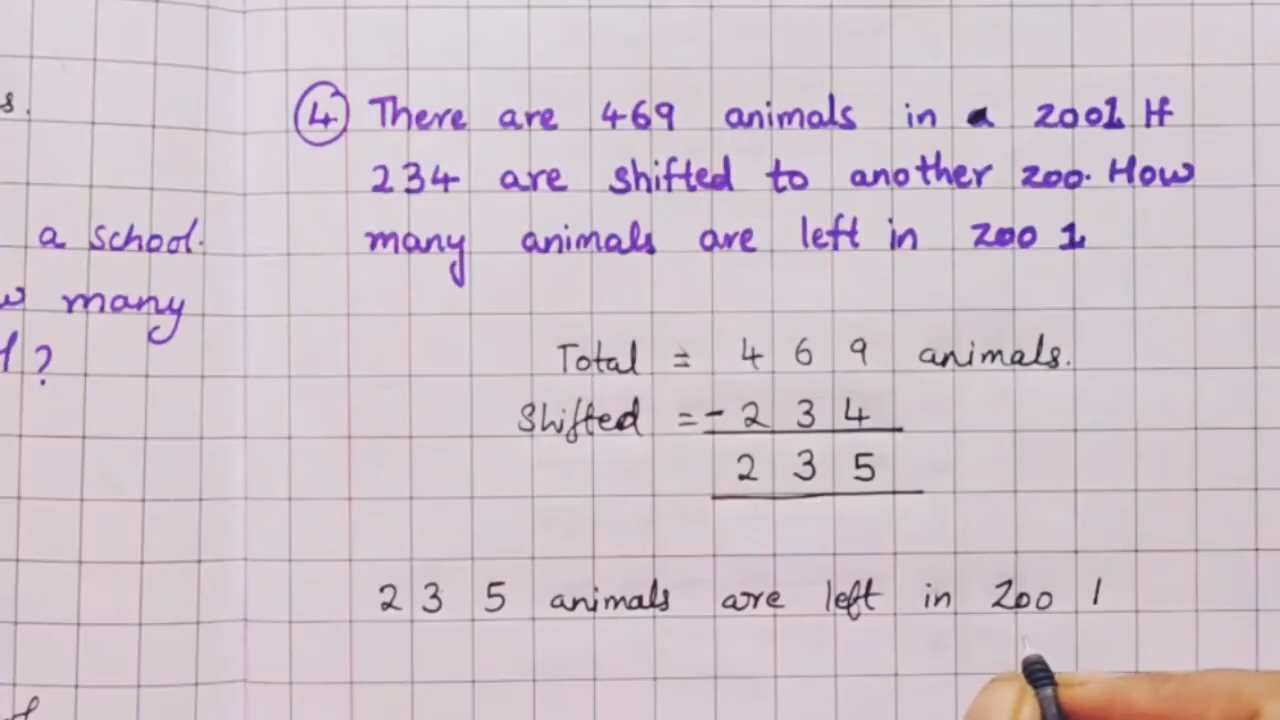 s.
a school.
many
?
4 There are 469 animals in a zoo1 If
234 are shifted to another zoo. How
many animals are left in zoo 1
Total = 4 6 9 animals.
Shifted = - 2 3 4
2 3 5
2 3 5 animals are left in Zoo 1